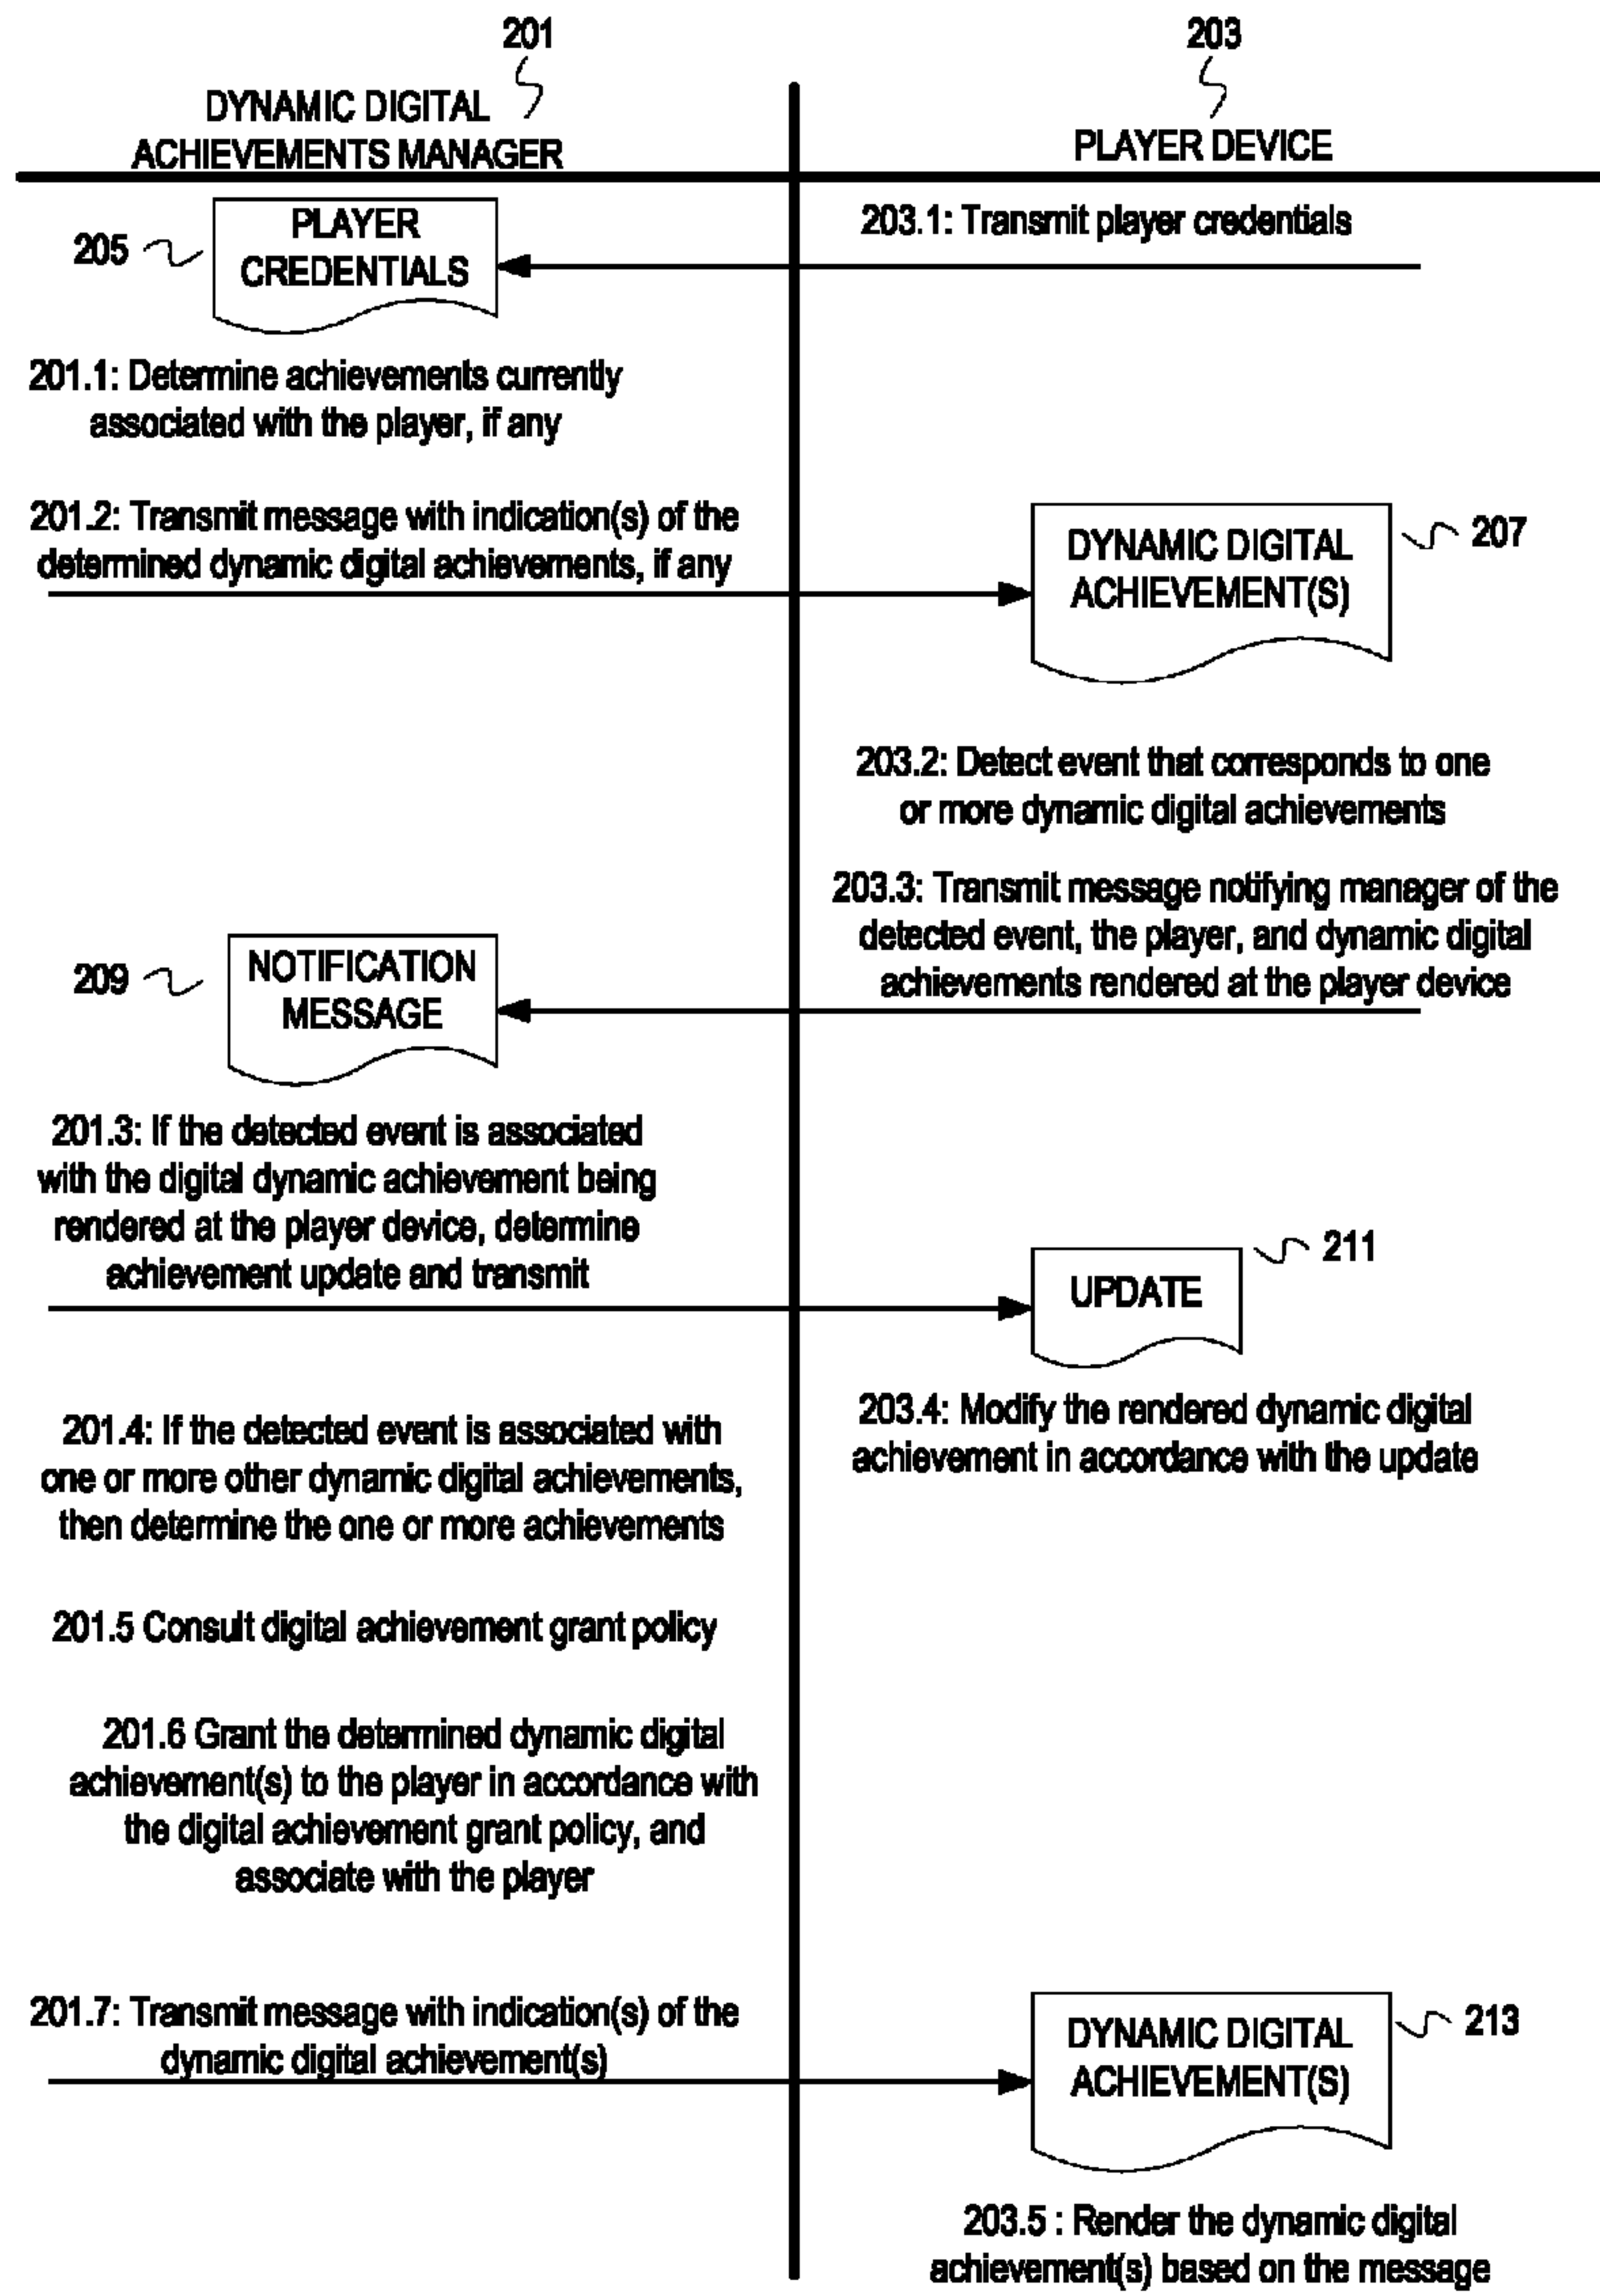 201
203
DYNAMIC DIGITAL
ACHIEVEMENTS MANAGER
PLAYER DEVICE
205
PLAYER
CREDENTIALS
203.1: Transmit player credentials
201.1: Determine achievements currently
associated with the player, if any
201.2: Transmit message with indication(s) of the
determined dynamic digital achievements, if any
DYNAMIC DIGITAL
ACHIEVEMENT(S)
207
203.2: Detect event that corresponds to one
or more dynamic digital achievements
203.3: Transmit message notifying manager of the
detected event, the player, and dynamic digital
achievements rendered at the player device
209
NOTIFICATION
MESSAGE
201.3: If the detected event is associated
with the digital dynamic achievement being
rendered at the player device, determine
achievement update and transmit
UPDATE
211
203.4: Modify the rendered dynamic digital
achievement in accordance with the update
201.4: If the detected event is associated with
one or more other dynamic digital achievements,
then determine the one or more achievements
201.5 Consult digital achievement grant policy
201.6 Grant the determined dynamic digital
achievement(s) to the player in accordance with
the digital achievement grant policy, and
associate with the player
201.7: Transmit message with indication(s) of the
dynamic digital achievement(s)
DYNAMIC DIGITAL
ACHIEVEMENT(S)
213
203.5 : Render the dynamic digital
achievement(s) based on the message